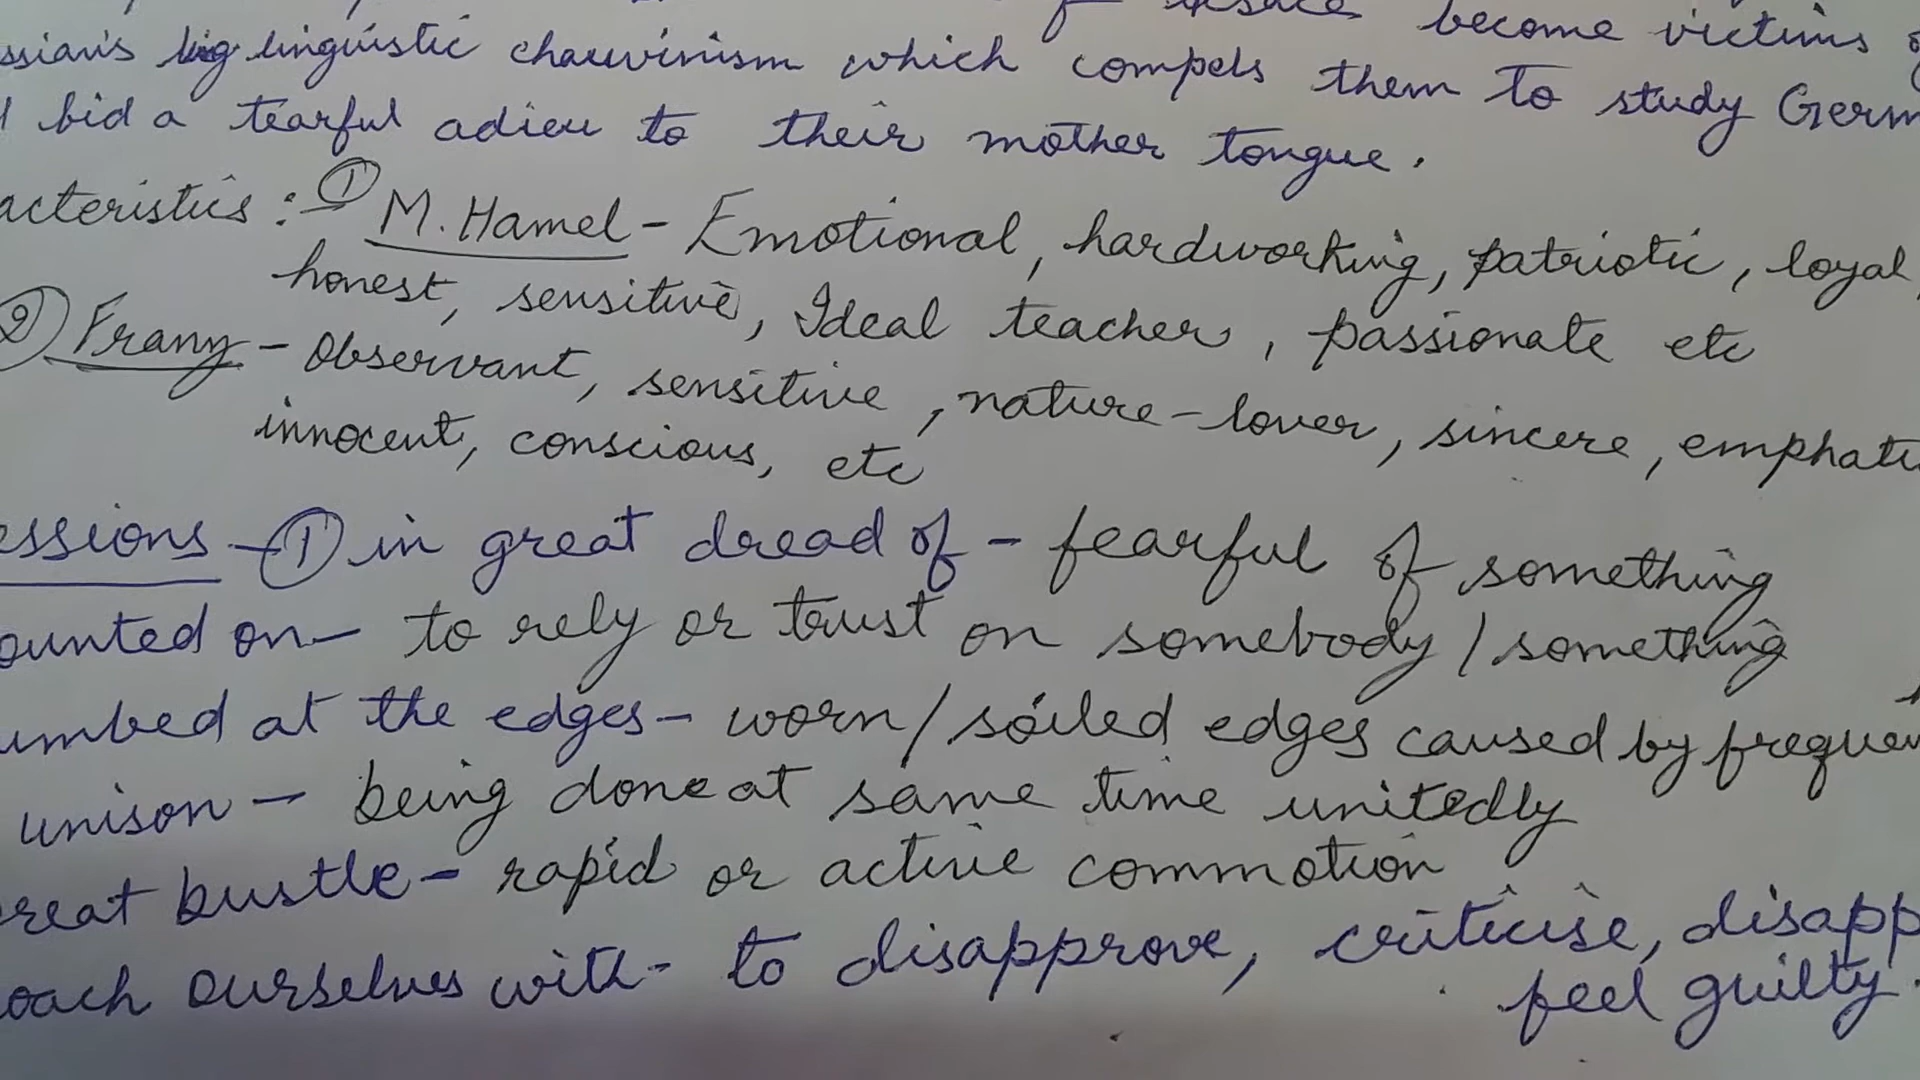 become victims
ssian's linguistic chauvinism which compels them to study Germ
bid a tearful adieu to their mother tongue.
acteristics :- ① M. Hamel - Emotional, hardworking, patriotic, loyal,
honest, sensitive, Ideal teacher, passionate etc
② Franz - Observant, sensitive, nature-lover, sincere, emphati
innocent, conscious, etc
essions - ① in great dread of - fearful of something
ounted on - to rely or trust on somebody / something
umbed at the edges - worn/soiled edges caused by frequen
unison - being done at same time unitedly
reat bustle - rapid or active commotion
oach ourselves with - to disapprove, criticise, disapp
feel guilty.